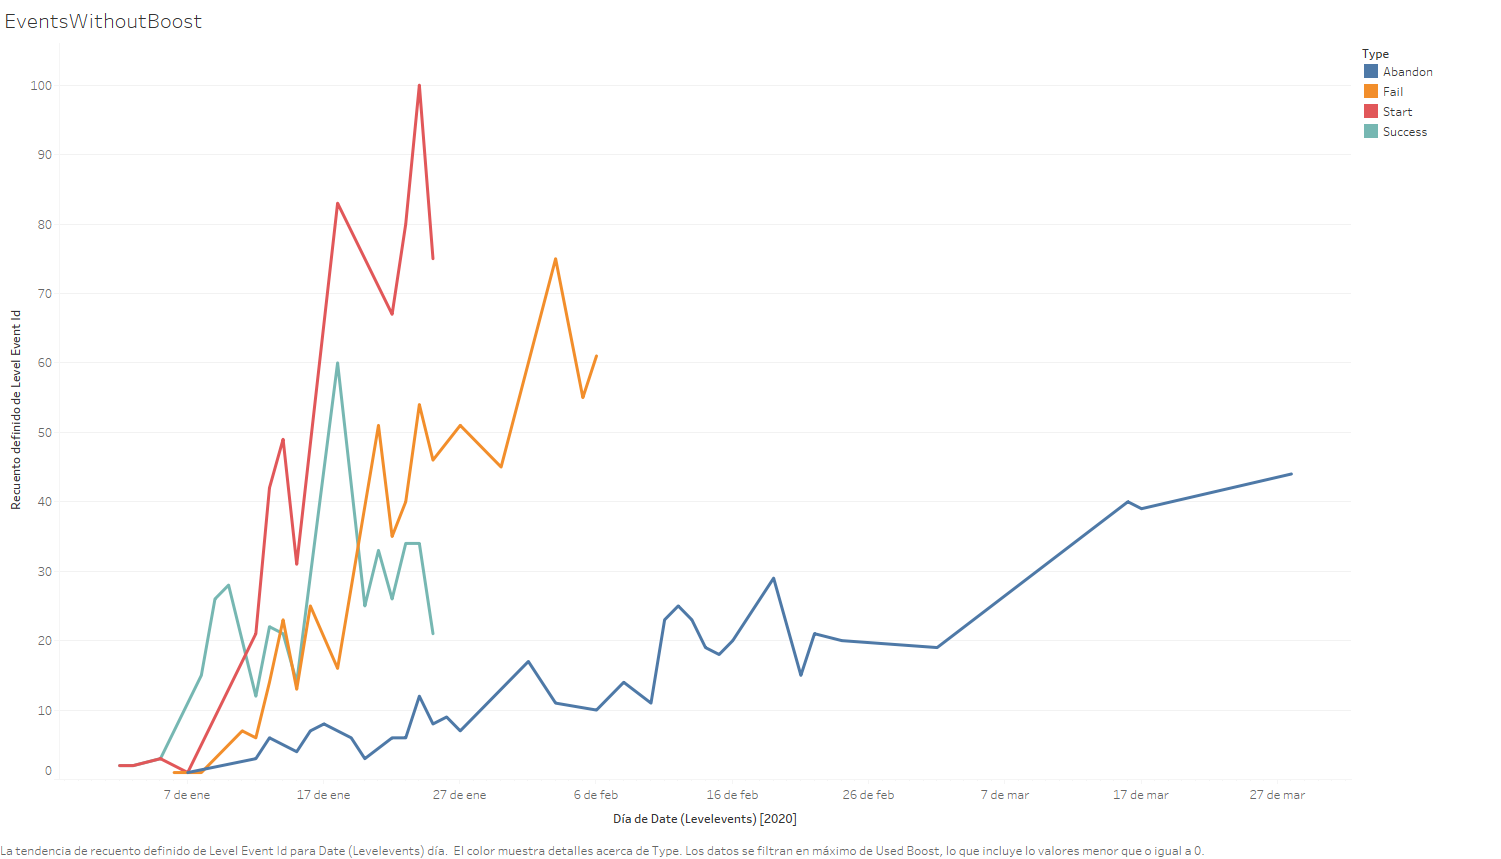 EventsWithoutBoost
Type
Abandon
Fail
Start
Success
Recuento definido de Level Event Id
100
90
80
70
60
50
40
30
20
10
0
7 de ene
17 de ene
27 de ene
6 de feb
16 de feb
26 de feb
7 de mar
17 de mar
27 de mar
Día de Date (Levelevents) [2020]
La tendencia de recuento definido de Level Event Id para Date (Levelevents) día. El color muestra detalles acerca de Type. Los datos se filtran en máximo de Used Boost, lo que incluye lo valores menor que o igual a 0.